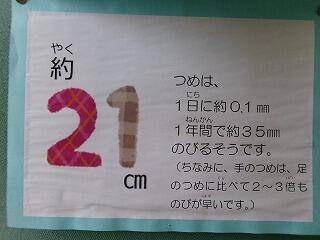 やく
約
21
cm
つめは、
にち
1日に約0.1㎜
ねんかん
1年間で約35㎜
のびるそうです。
(ちなみに、手のつめは、足
のつめに比べて2~3倍も
のびが早いです。)